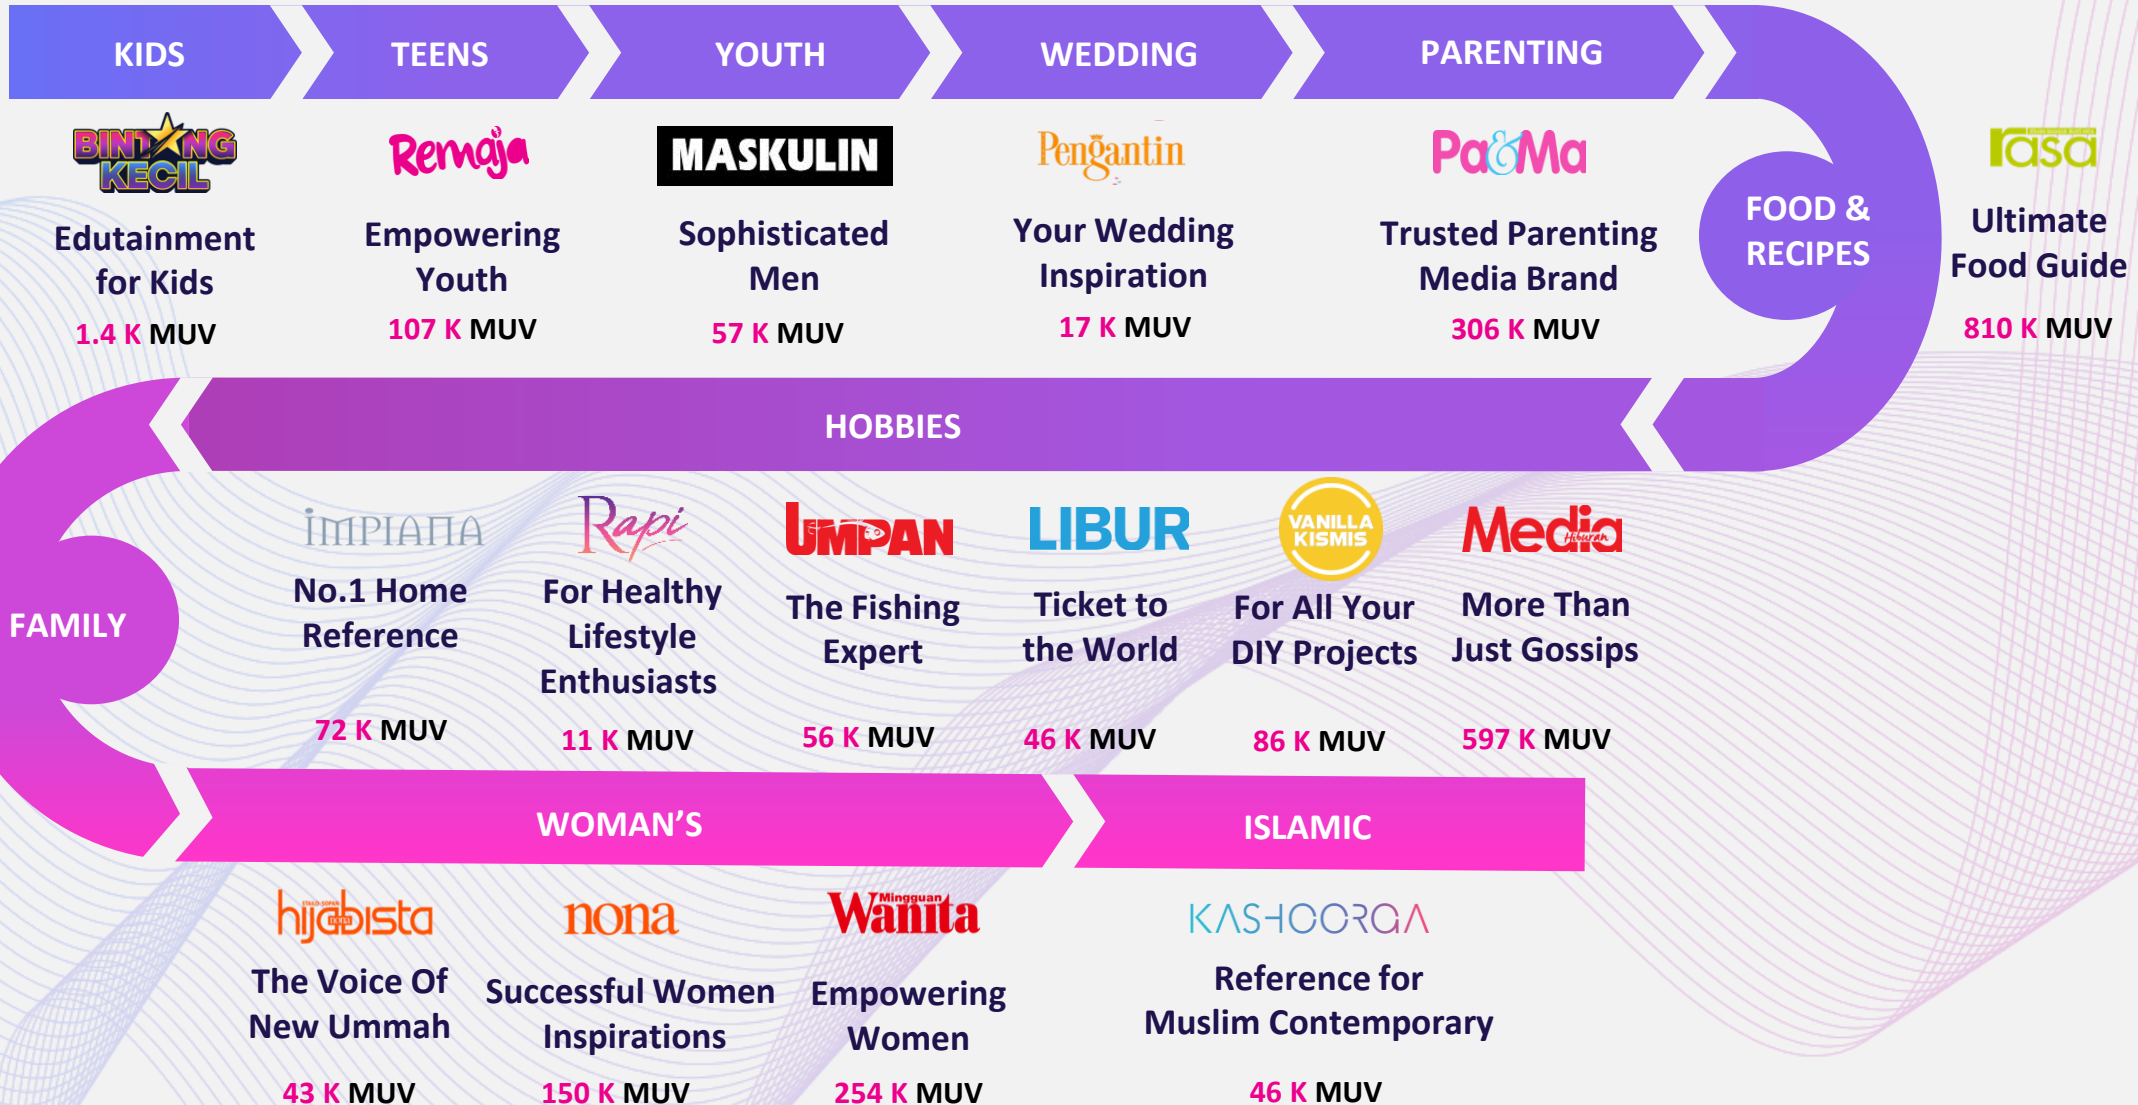 KIDS
TEENS
YOUTH
WEDDING
PARENTING
BINTANG
KECIL
Edutainment
for Kids
1.4 K MUV
Remaja
Empowering
Youth
107 K MUV
MASKULIN
Sophisticated
Men
57 K MUV
Pengantin
Your Wedding
Inspiration
17 K MUV
Pa&Ma
Trusted Parenting
Media Brand
306 K MUV
FOOD &
RECIPES
rasa
Ultimate
Food Guide
810 K MUV
HOBBIES
FAMILY
IMPIANA
No.1 Home
Reference
72 K MUV
Rapi
For Healthy
Lifestyle
Enthusiasts
11 K MUV
UMPAN
The Fishing
Expert
56 K MUV
LIBUR
Ticket to
the World
46 K MUV
VANILLA
KISMIS
For All Your
DIY Projects
86 K MUV
Media
Hiburan
More Than
Just Gossips
597 K MUV
WOMAN'S
ISLAMIC
hijabista
nona
The Voice Of
New Ummah
43 K MUV
nona
Successful Women
Inspirations
150 K MUV
Mingguan
Wanita
Empowering
Women
254 K MUV
KASHOORGA
Reference for
Muslim Contemporary
46 K MUV